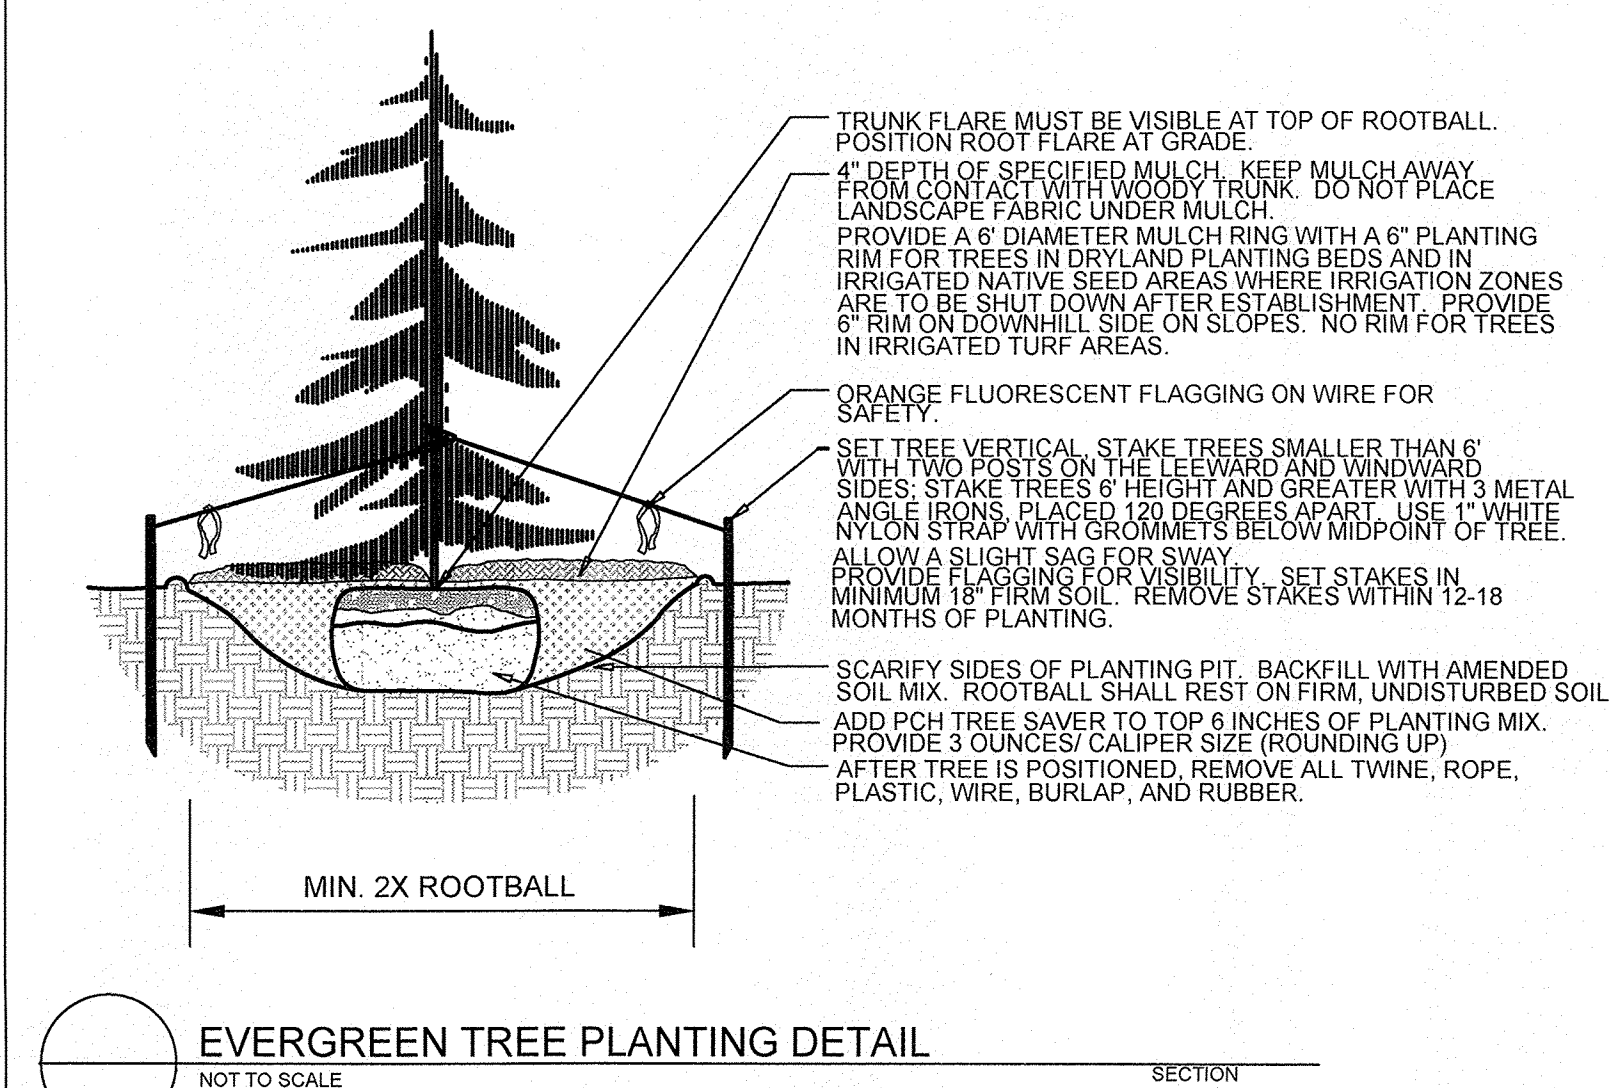 TRUNK FLARE MUST BE VISIBLE AT TOP OF ROOTBALL.
POSITION ROOT FLARE AT GRADE.
4" DEPTH OF SPECIFIED MULCH. KEEP MULCH AWAY
FROM CONTACT WITH WOODY TRUNK. DO NOT PLACE
LANDSCAPE FABRIC UNDER MULCH.
PROVIDE A 6' DIAMETER MULCH RING WITH A 6" PLANTING
RIM FOR TREES IN DRYLAND PLANTING BEDS AND IN
IRRIGATED NATIVE SEED AREAS WHERE IRRIGATION ZONES
ARE TO BE SHUT DOWN AFTER ESTABLISHMENT. PROVIDE
6" RIM ON DOWNHILL SIDE ON SLOPES. NO RIM FOR TREES
IN IRRIGATED TURF AREAS.
ORANGE FLUORESCENT FLAGGING ON WIRE FOR
SAFETY.
SET TREE VERTICAL, STAKE TREES SMALLER THAN 6'
WITH TWO POSTS ON THE LEEWARD AND WINDWARD
SIDES; STAKE TREES 6' HEIGHT AND GREATER WITH 3 METAL
ANGLE IRONS, PLACED 120 DEGREES APART. USE 1" WHITE
NYLON STRAP WITH GROMMETS BELOW MIDPOINT OF TREE.
ALLOW A SLIGHT SAG FOR SWAY.
PROVIDE FLAGGING FOR VISIBILITY. SET STAKES IN
MINIMUM 18" FIRM SOIL. REMOVE STAKES WITHIN 12-18
MONTHS OF PLANTING.
SCARIFY SIDES OF PLANTING PIT. BACKFILL WITH AMENDED
SOIL MIX. ROOTBALL SHALL REST ON FIRM, UNDISTURBED SOIL
ADD PCH TREE SAVER TO TOP 6 INCHES OF PLANTING MIX.
PROVIDE 3 OUNCES/ CALIPER SIZE (ROUNDING UP)
AFTER TREE IS POSITIONED, REMOVE ALL TWINE, ROPE,
PLASTIC, WIRE, BURLAP, AND RUBBER.
MIN. 2X ROOTBALL
EVERGREEN TREE PLANTING DETAIL
NOT TO SCALE
SECTION